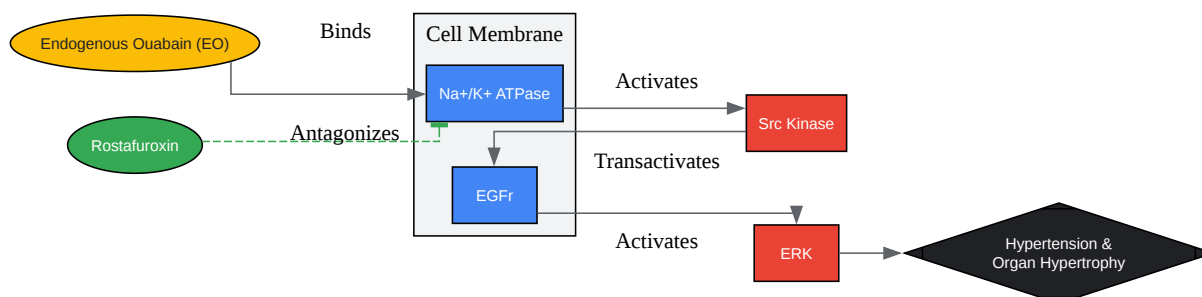 Binds
Cell Membrane
Endogenous Ouabain (EO)
Na+/K+ ATPase
Activates
Src Kinase
Antagonizes
Rostafuroxin
Transactivates
EGFr
Activates
ERK
Hypertension &
Organ Hypertrophy